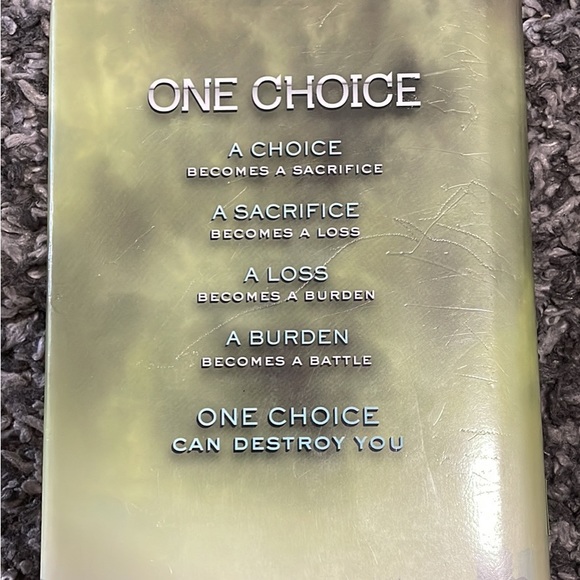 ONE CHOICE
A CHOICE
BECOMES A SACRIFICE
A SACRIFICE
BECOMES A LOSS
A LOSS
BECOMES A BURDEN
A BURDEN
BECOMES A BATTLE
ONE CHOICE
CAN DESTROY YOU